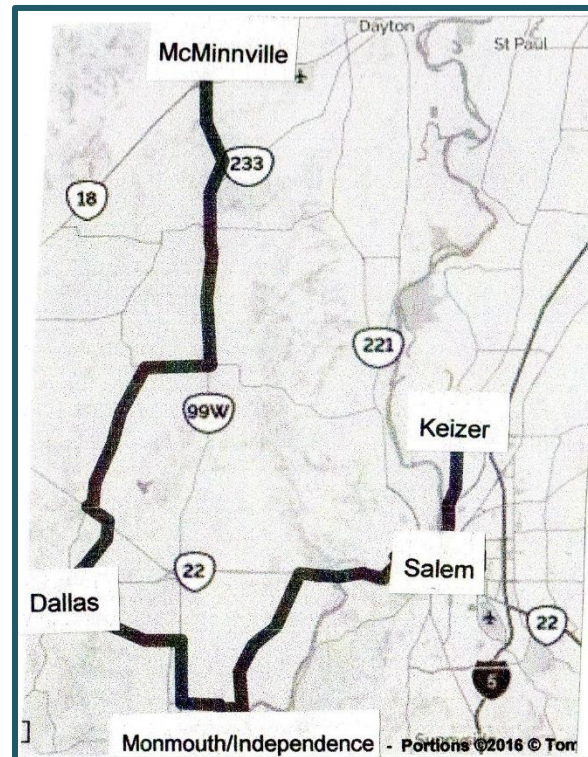 Dayton
McMinnville
St Paul
233
18
221
99W
Keizer
22
Salem
Dallas
22
5
Monmouth/Independence - Portions ©2016 © Tom